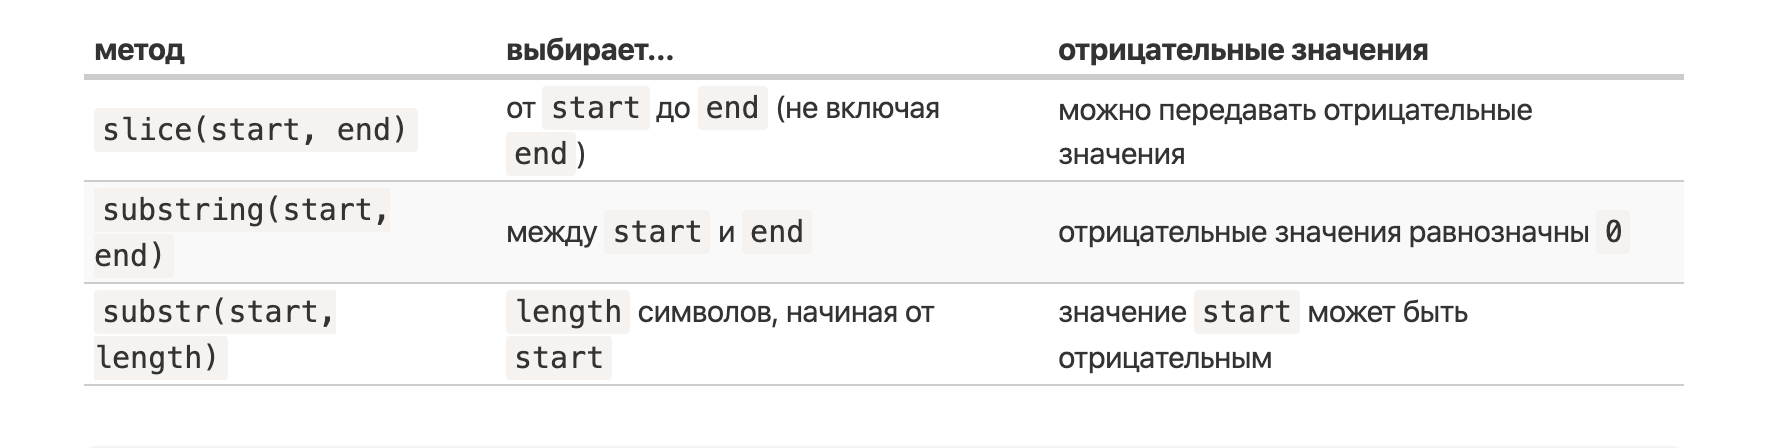 метод выбирает... отрицательные значения
slice(start, end)
от start до end (не включая
end)
можно передавать отрицательные
значения
substring(start,
end)
между start и end
отрицательные значения равнозначны 0
substr(start,
length)
length символов, начиная от
start
значение start может быть
отрицательным